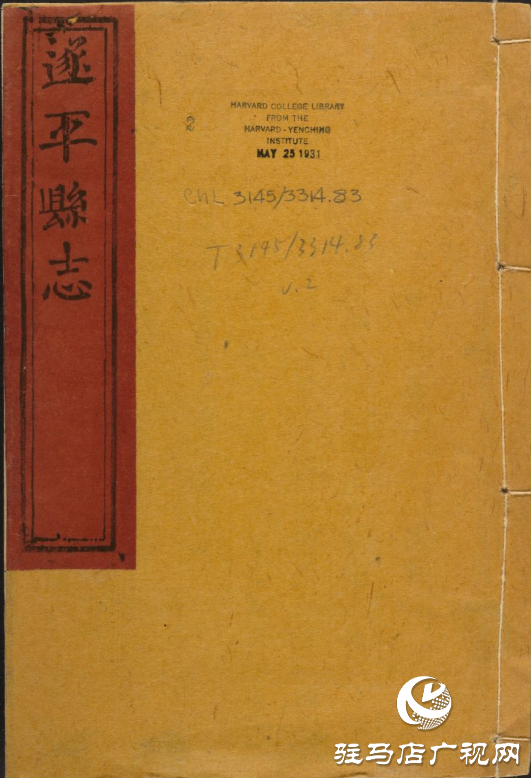 遂平縣志
HARVARD COLLEGE LIBRARY
FROM THE
HARVARD-YENCHING
INSTITUTE
MAY 25 1931
2
ChL 3145/3314.83
T 3145/3314.83
v.2
驻马店广视网